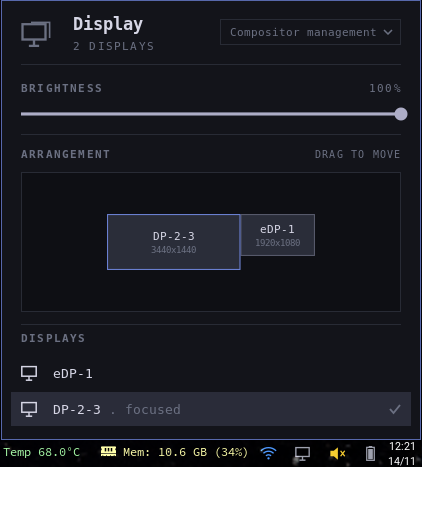 Display
2 DISPLAYS
Compositor management
BRIGHTNESS
100%
ARRANGEMENT
DRAG TO MOVE
DP-2-3
3440x1440
eDP-1
1920x1080
DISPLAYS
eDP-1
DP-2-3 . focused
Temp 68.0°C
Mem: 10.6 GB (34%)
12:21
14/11